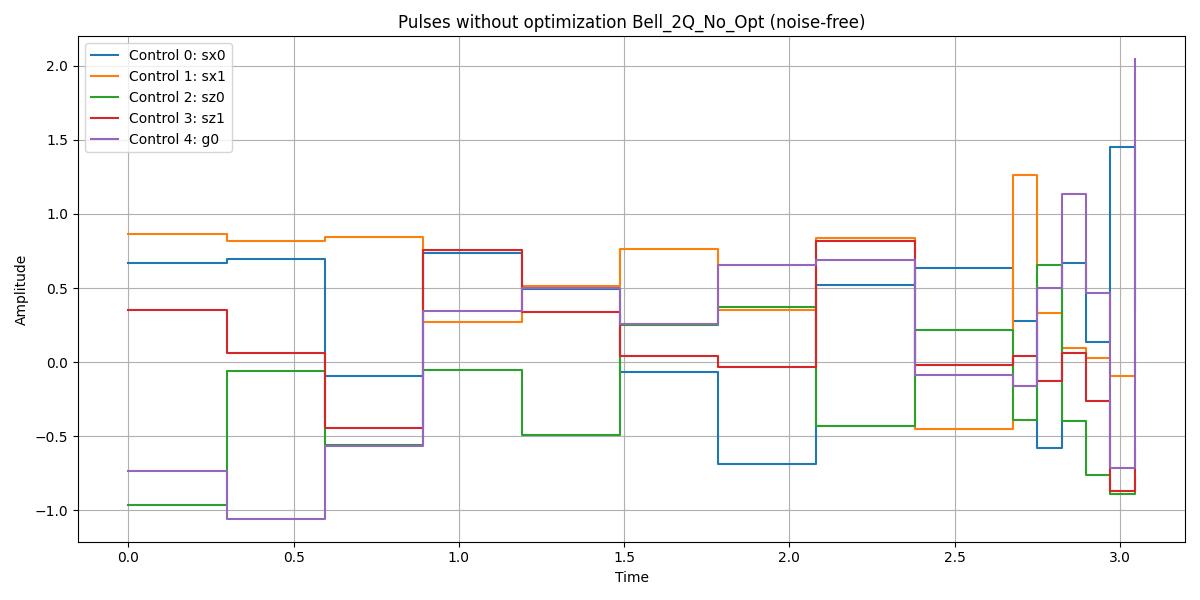 Pulses without optimization Bell_2Q_No_Opt (noise-free)
Control 0: sx0
Control 1: sx1
Control 2: sz0
Control 3: sz1
Control 4: g0
Amplitude
2.0
1.5
1.0
0.5
0.0
−0.5
−1.0
0.0 0.5 1.0 1.5 2.0 2.5 3.0
Time